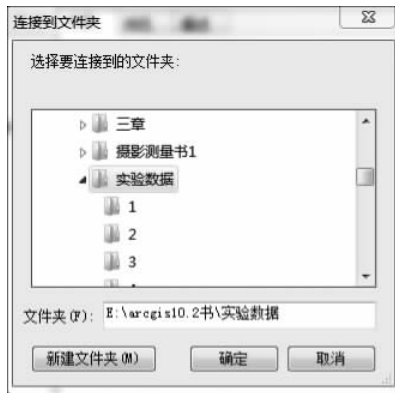 连接到文件夹
选择要连接到的文件夹:
三章
摄影测量书1
实验数据
1
2
3
文件夹(F): E:\arcgis10.2书\实验数据
新建文件夹(M) 确定 取消